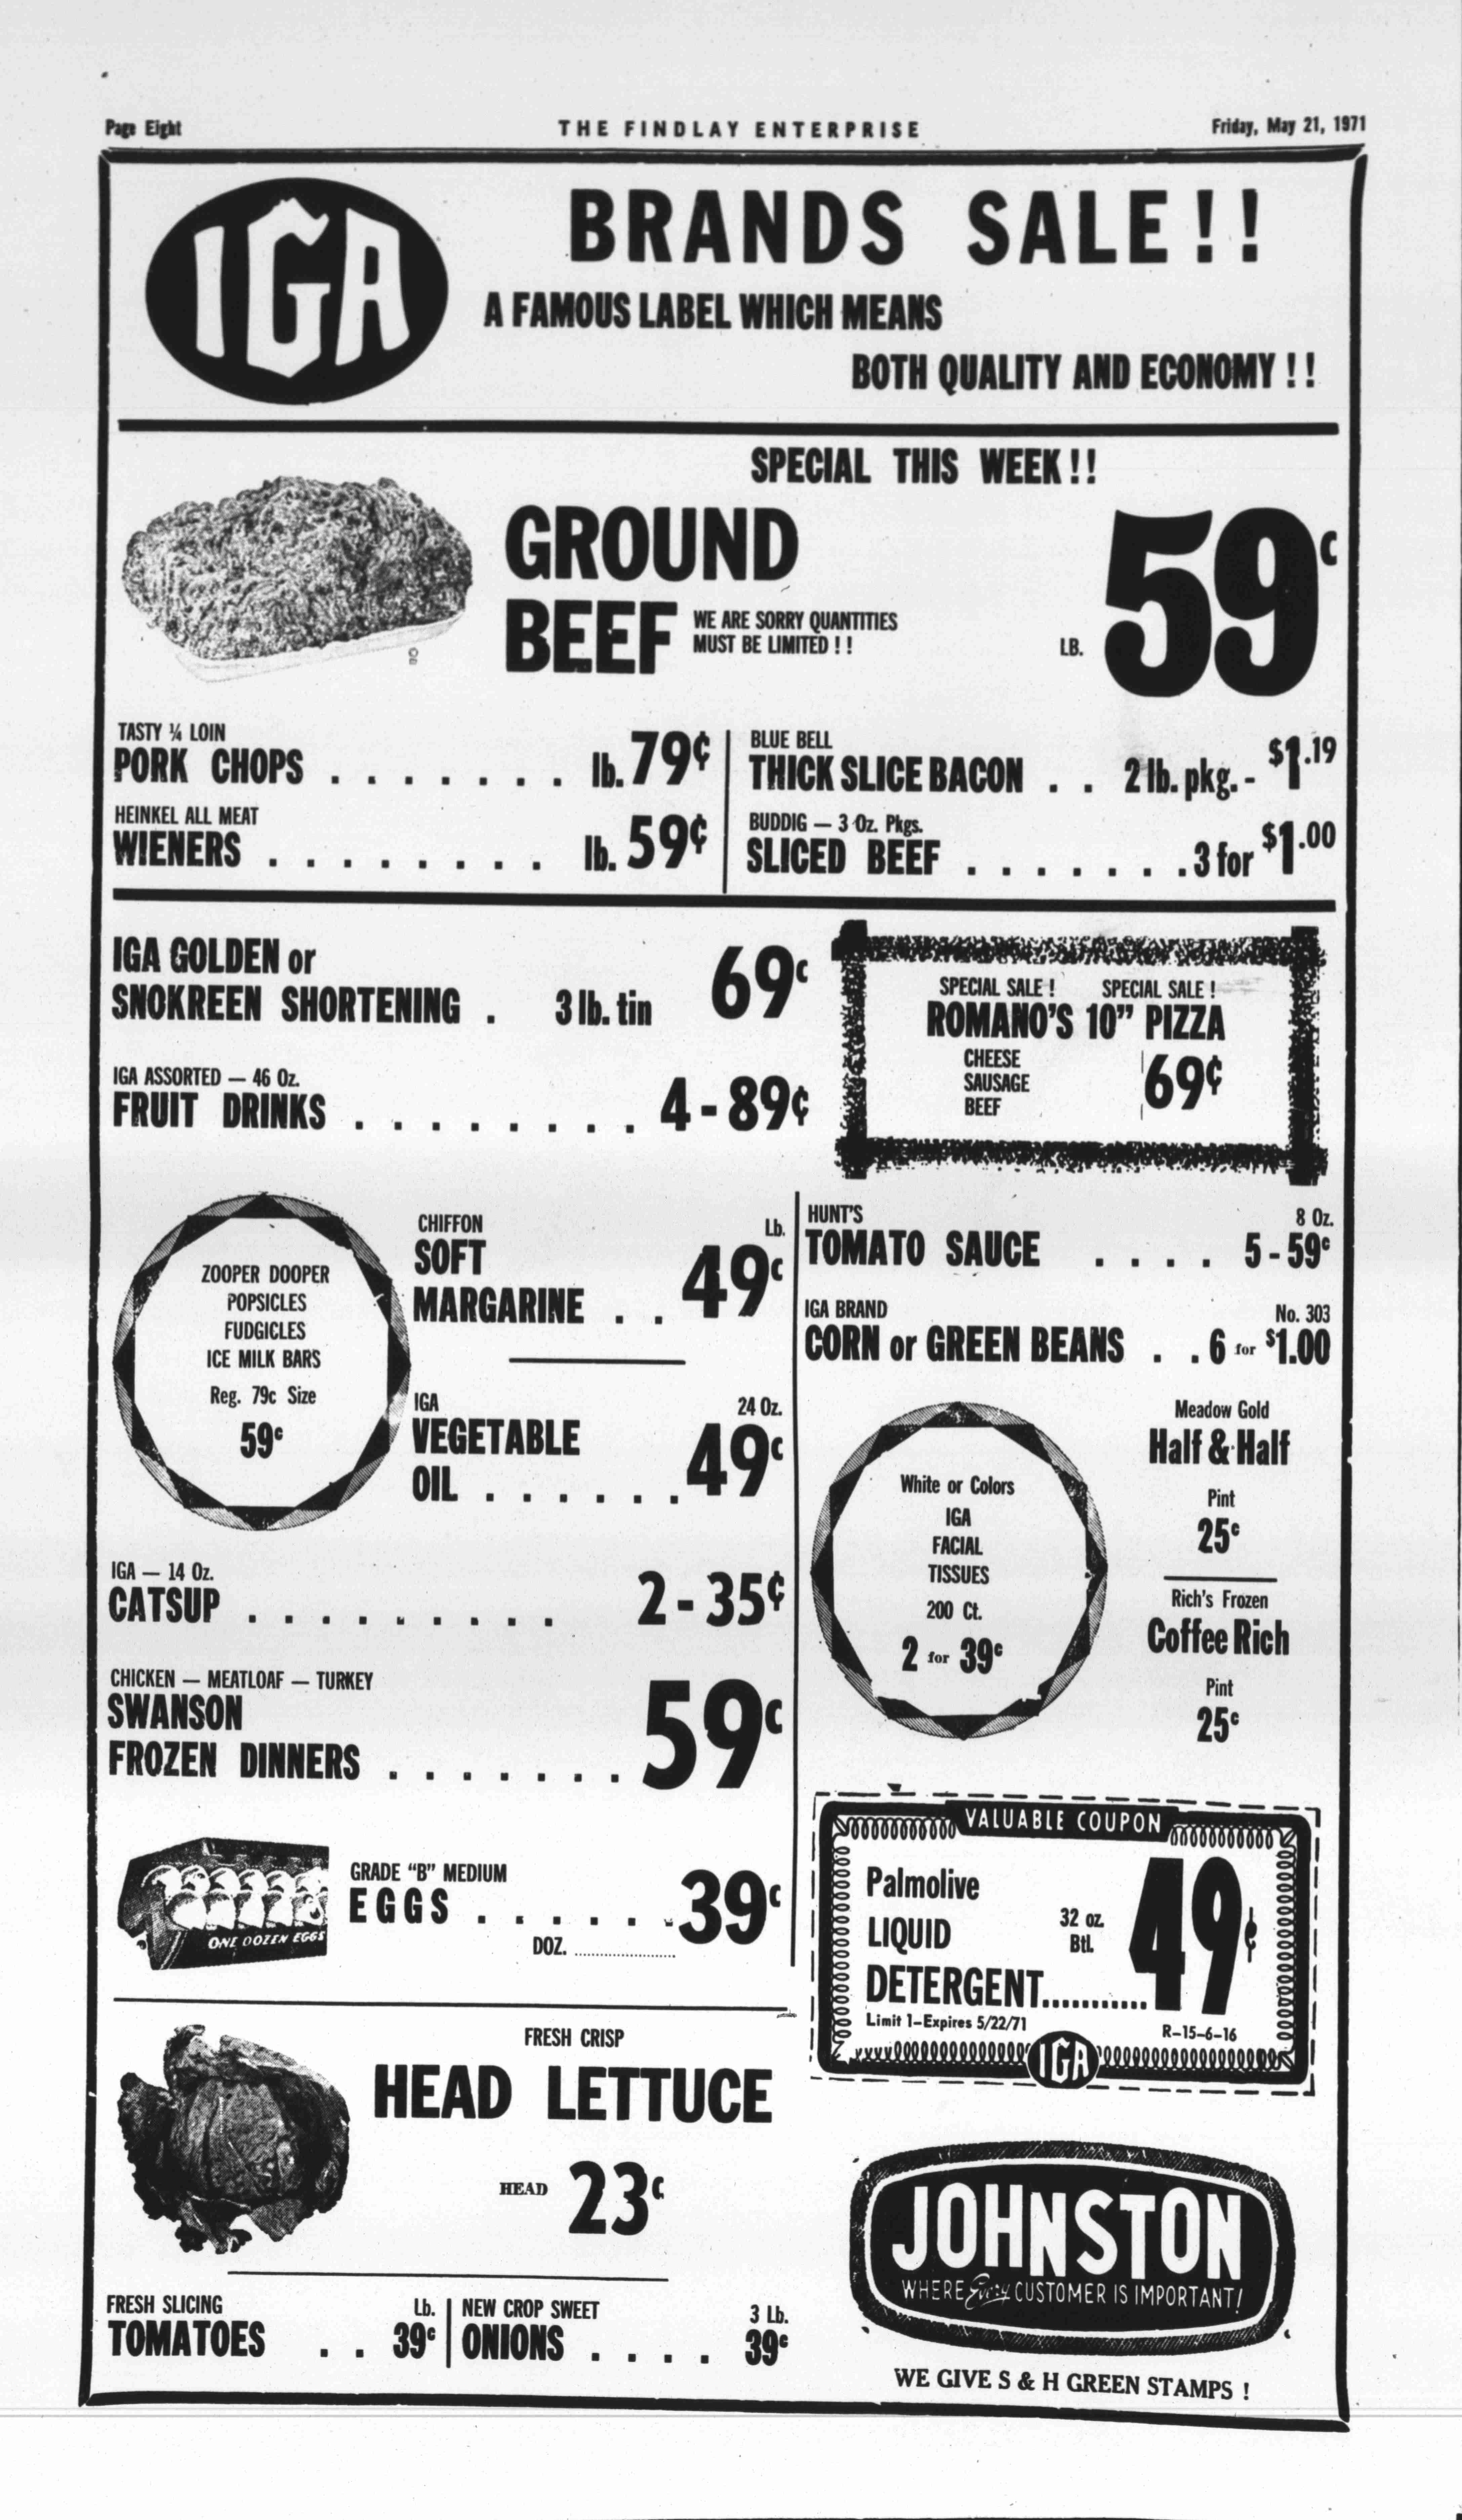 Page Eight
THE FINDLAY ENTERPRISE
Friday, May 21, 1971
IGA
BRANDS SALE!!
A FAMOUS LABEL WHICH MEANS
BOTH QUALITY AND ECONOMY !!
SPECIAL THIS WEEK!!
GROUND
BEEF
WE ARE SORRY QUANTITIES
MUST BE LIMITED !!
LB. 59¢
TASTY ¼ LOIN
PORK CHOPS . . . . . . . lb. 79¢
HEINKEL ALL MEAT
WIENERS . . . . . . . . lb. 59¢
BLUE BELL
THICK SLICE BACON . . 2 lb. pkg. - $1.19
BUDDIG — 3 Oz. Pkgs.
SLICED BEEF . . . . . . . 3 for $1.00
IGA GOLDEN or
SNOKREEN SHORTENING . 3 lb. tin 69¢
IGA ASSORTED — 46 Oz.
FRUIT DRINKS . . . . . . . . 4 - 89¢
SPECIAL SALE ! SPECIAL SALE !
ROMANO'S 10” PIZZA
CHEESE
SAUSAGE
BEEF
69¢
ZOOPER DOOPER
POPSICLES
FUDGICLES
ICE MILK BARS
Reg. 79c Size
59¢
CHIFFON
SOFT
MARGARINE . . Lb. 49¢
IGA
VEGETABLE
OIL . . . . . . 24 Oz. 49¢
IGA — 14 Oz.
CATSUP . . . . . . . . . 2 - 35¢
CHICKEN — MEATLOAF — TURKEY
SWANSON
FROZEN DINNERS . . . . . . . 59¢
ONE DOZEN EGGS
GRADE “B” MEDIUM
EGGS . . . . . . 39¢
DOZ. ........................
HUNT'S
8 Oz.
TOMATO SAUCE . . . . 5 - 59¢
IGA BRAND
No. 303
CORN or GREEN BEANS . . 6 for $1.00
White or Colors
IGA
FACIAL
TISSUES
200 Ct.
2 for 39¢
Meadow Gold
Half & Half
Pint
25¢
Rich's Frozen
Coffee Rich
Pint
25¢
VALUABLE COUPON
Palmolive
LIQUID
DETERGENT...........
32 oz.
Btl.
49¢
Limit 1–Expires 5/22/71
R–15–6–16
IGA
FRESH CRISP
HEAD LETTUCE
HEAD 23¢
FRESH SLICING
TOMATOES . . Lb. 39¢
NEW CROP SWEET
ONIONS . . . . 3 Lb. 39¢
JOHNSTON
WHERE Every CUSTOMER IS IMPORTANT!
WE GIVE S & H GREEN STAMPS !